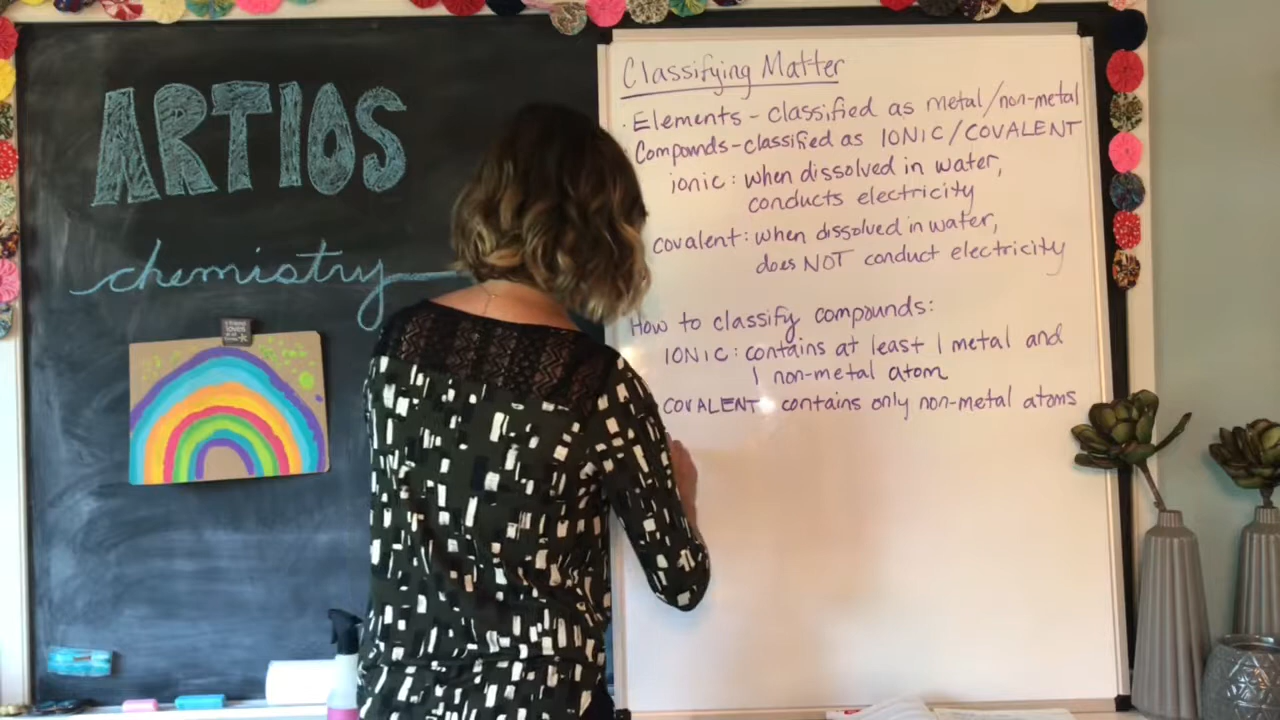 ARTIOS
chemistry
Classifying Matter
· Elements - classified as metal/non-metal
· Compounds - classified as IONIC/COVALENT
ionic: when dissolved in water,
conducts electricity
covalent: when dissolved in water,
does NOT conduct electricity
How to classify compounds:
IONIC: contains at least 1 metal and
1 non-metal atom
COVALENT: contains only non-metal atoms